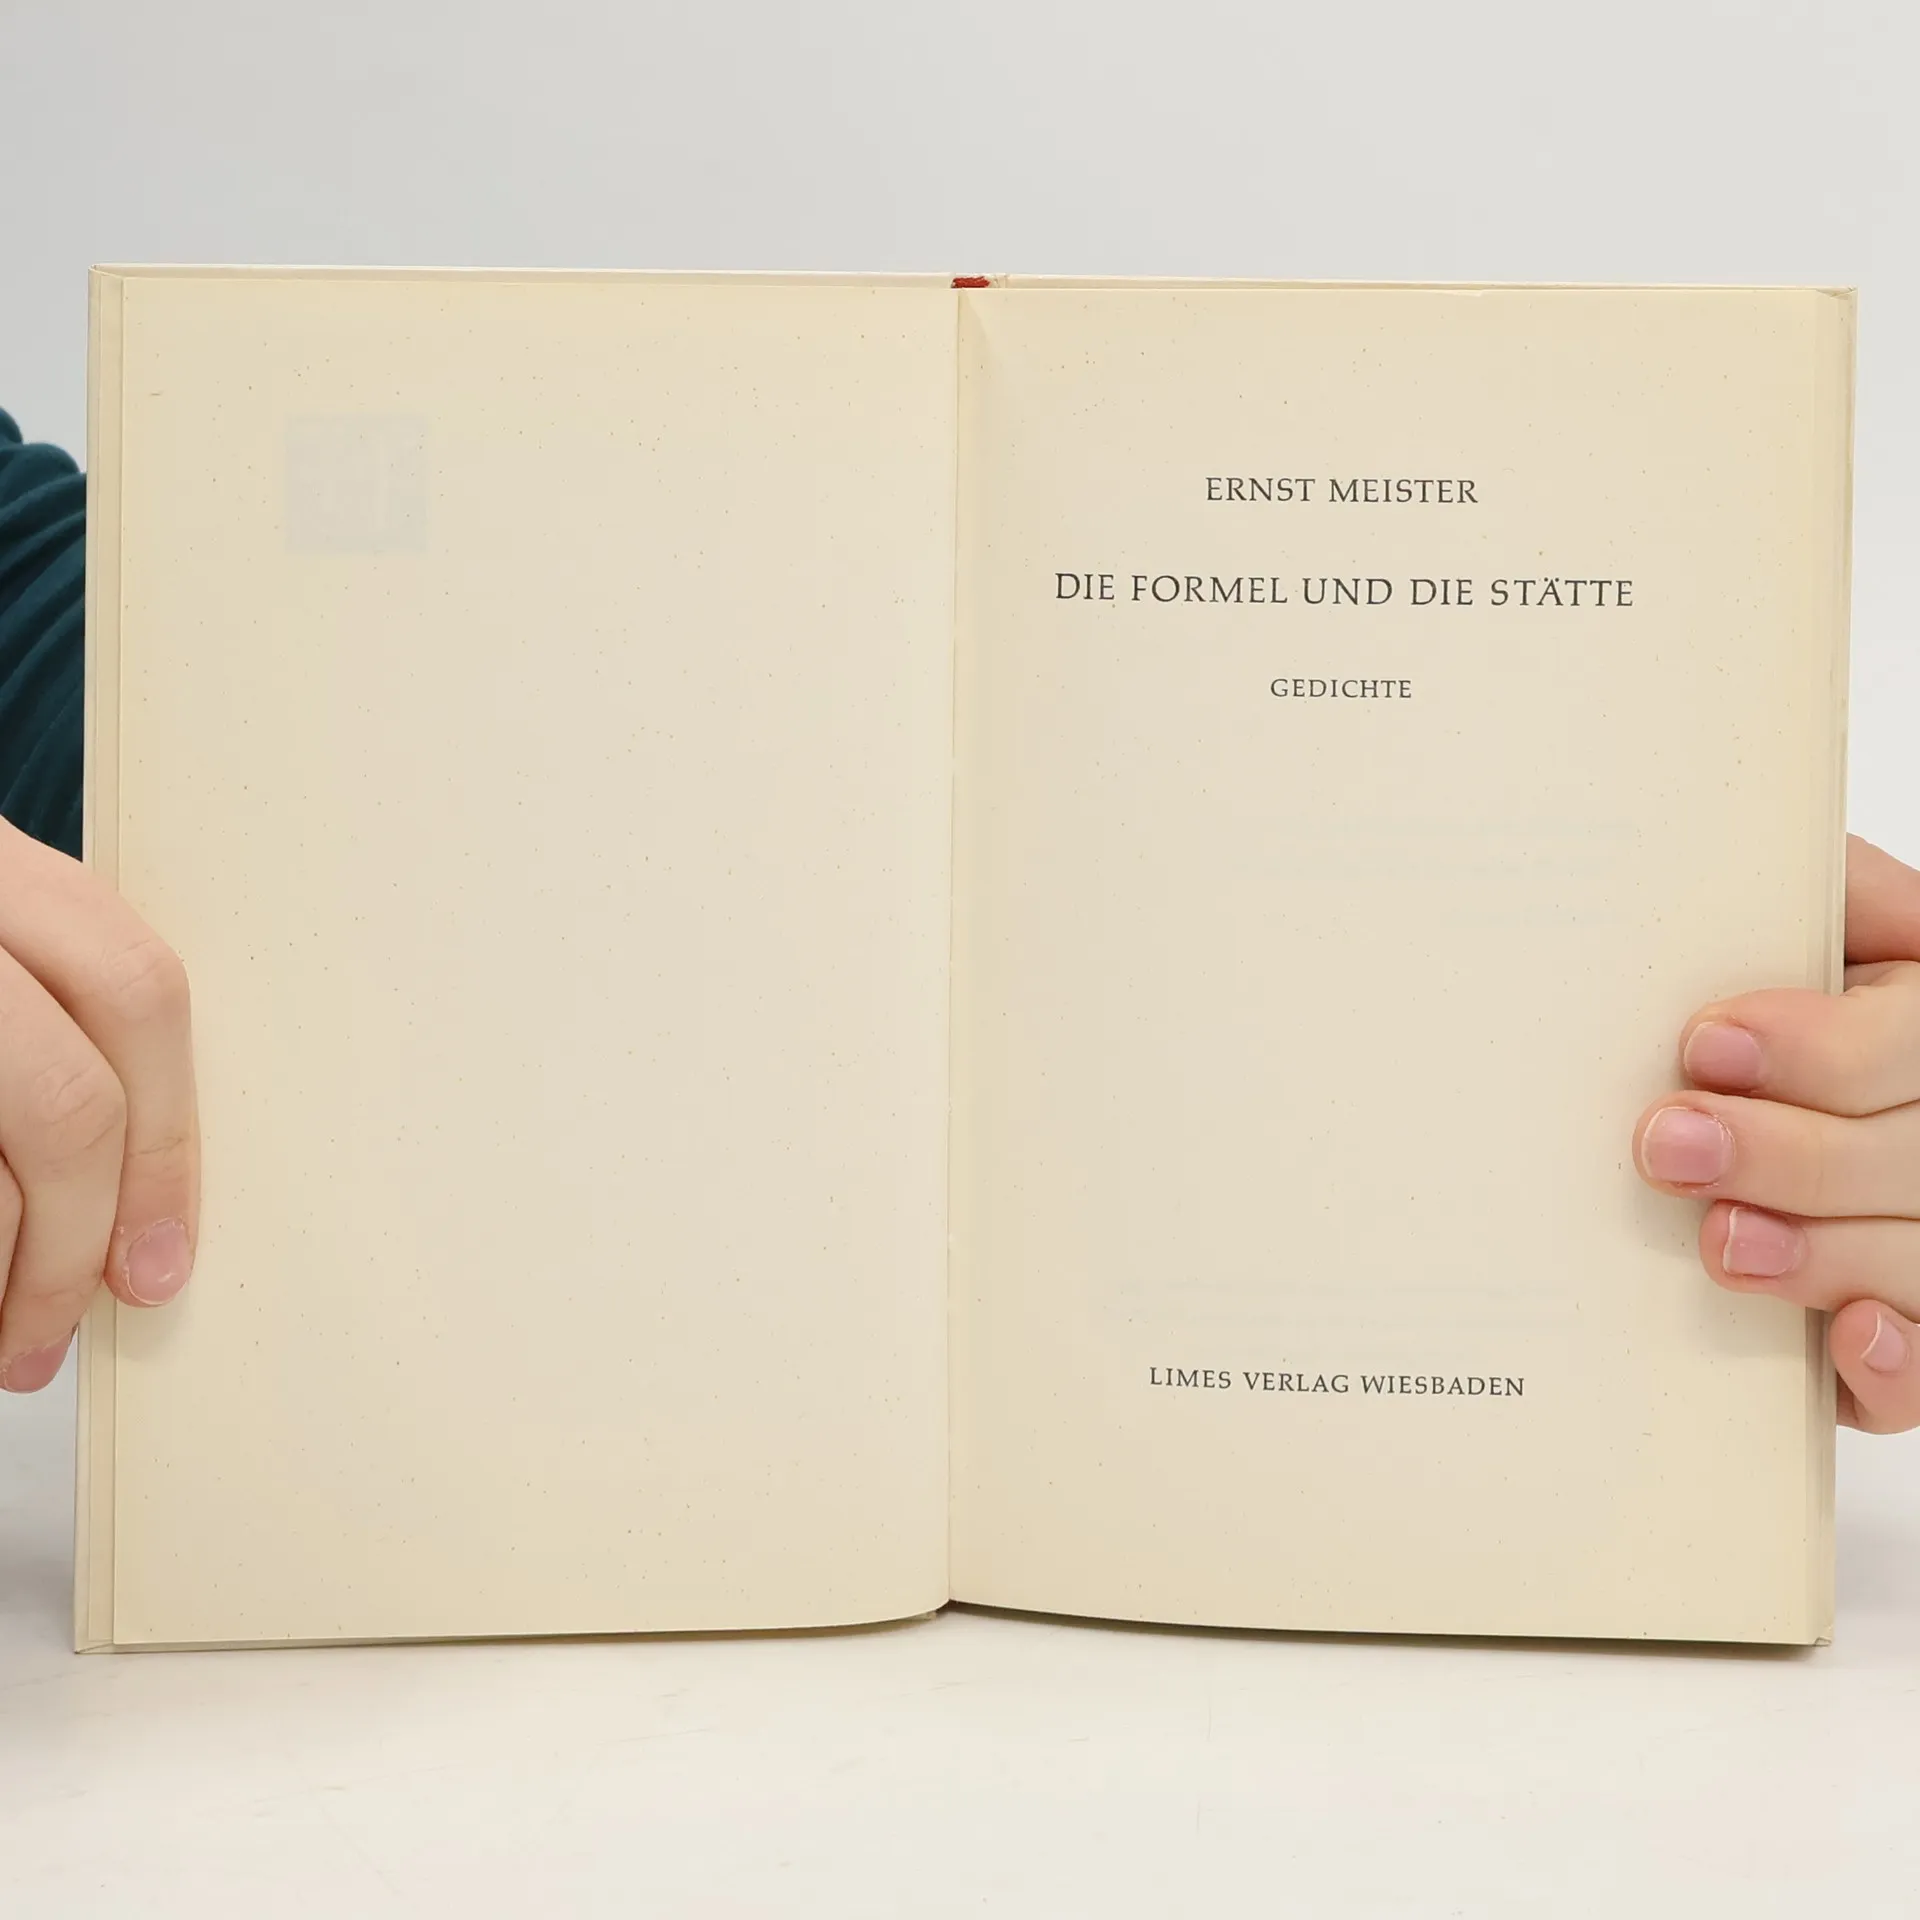 ERNST MEISTER
DIE FORMEL UND DIE STÄTTE
GEDICHTE
LIMES VERLAG WIESBADEN